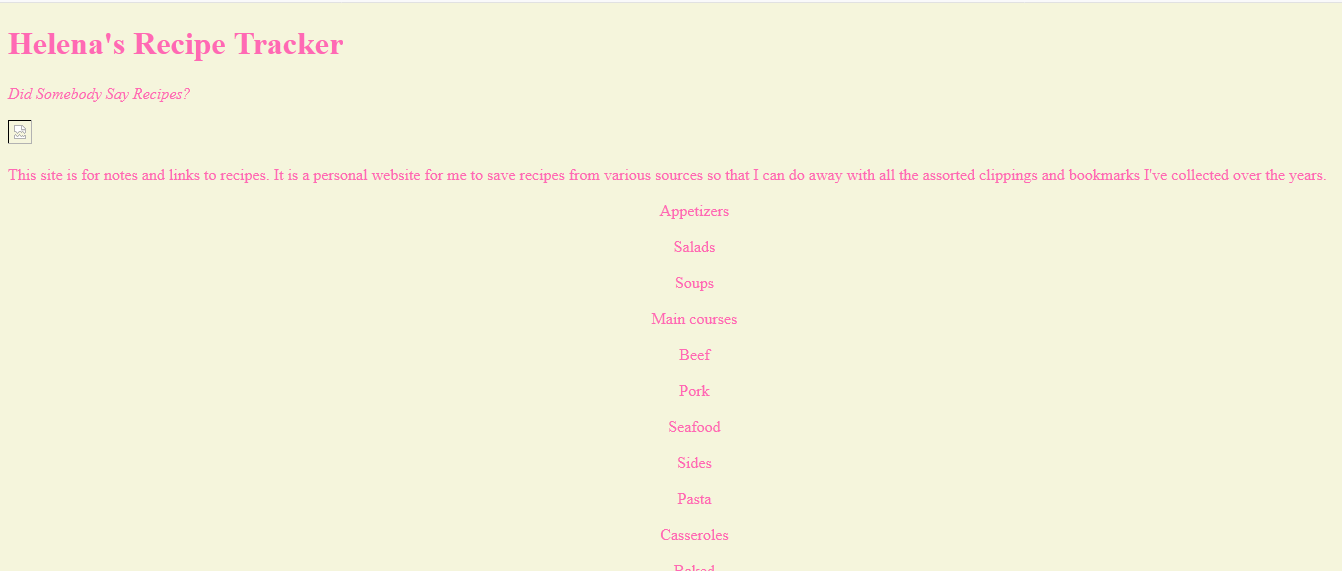 Helena's Recipe Tracker
Did Somebody Say Recipes?
This site is for notes and links to recipes. It is a personal website for me to save recipes from various sources so that I can do away with all the assorted clippings and bookmarks I've collected over the years.
Appetizers
Salads
Soups
Main courses
Beef
Pork
Seafood
Sides
Pasta
Casseroles
Baked